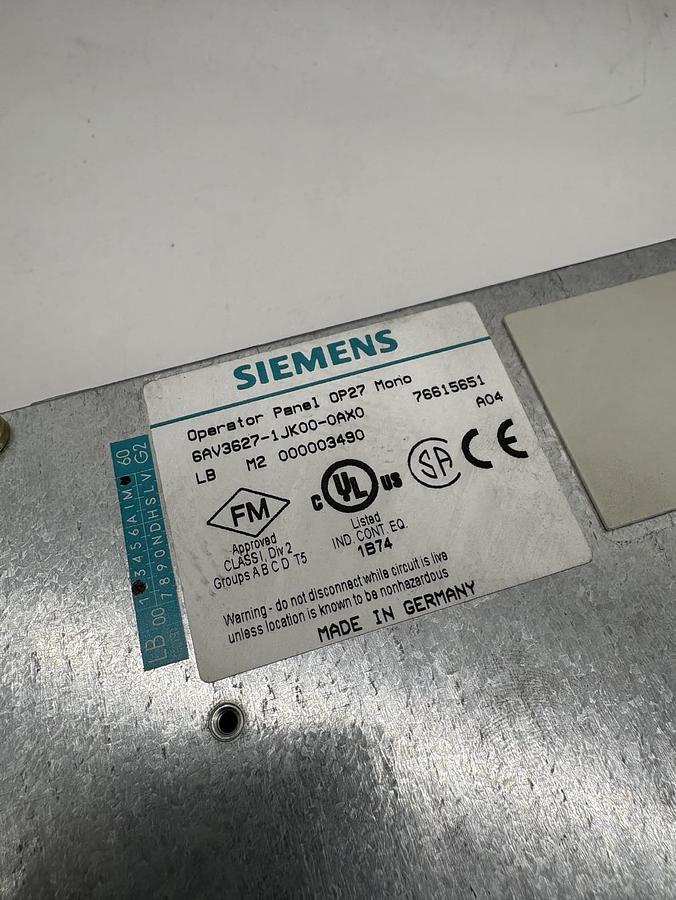 SIEMENS
Operator Panel OP27 Mono
6AV3627-1JK00-0AX0 76615651
LB M2 000003490 A04
FM
Approved
CLASS I, Div 2
Groups A B C D T5
C UL US
Listed
IND. CONT. EQ.
1B74
SA
CE
Warning - do not disconnect while circuit is live
unless location is known to be nonhazardous
MADE IN GERMANY
LB 00 1 3 4 5 6 A I M 60
7 8 9 0 N D H S L V G2